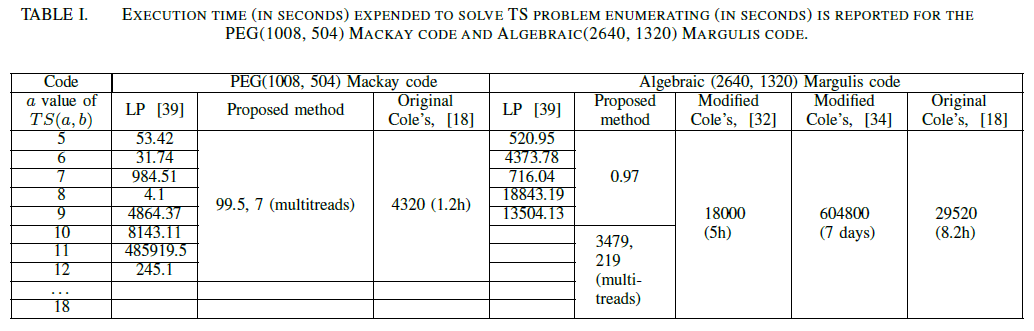 TABLE I. EXECUTION TIME (IN SECONDS) EXPENDED TO SOLVE TS PROBLEM ENUMERATING (IN SECONDS) IS REPORTED FOR THE
PEG(1008, 504) MACKAY CODE AND ALGEBRAIC(2640, 1320) MARGULIS CODE.
Code PEG(1008, 504) Mackay code Algebraic (2640, 1320) Margulis code
a value of TS(a, b) LP [39] Proposed method Original Cole's, [18] LP [39] Proposed method Modified Cole's, [32] Modified Cole's, [34] Original Cole's, [18]
5 53.42 520.95
6 31.74 4373.78
7 984.51 716.04 0.97
8 4.1 99.5, 7 (multitreads) 4320 (1.2h) 18843.19
9 4864.37 13504.13 18000 (5h) 604800 (7 days) 29520 (8.2h)
10 8143.11 3479, 219 (multi-treads)
11 485919.5
12 245.1
...
18